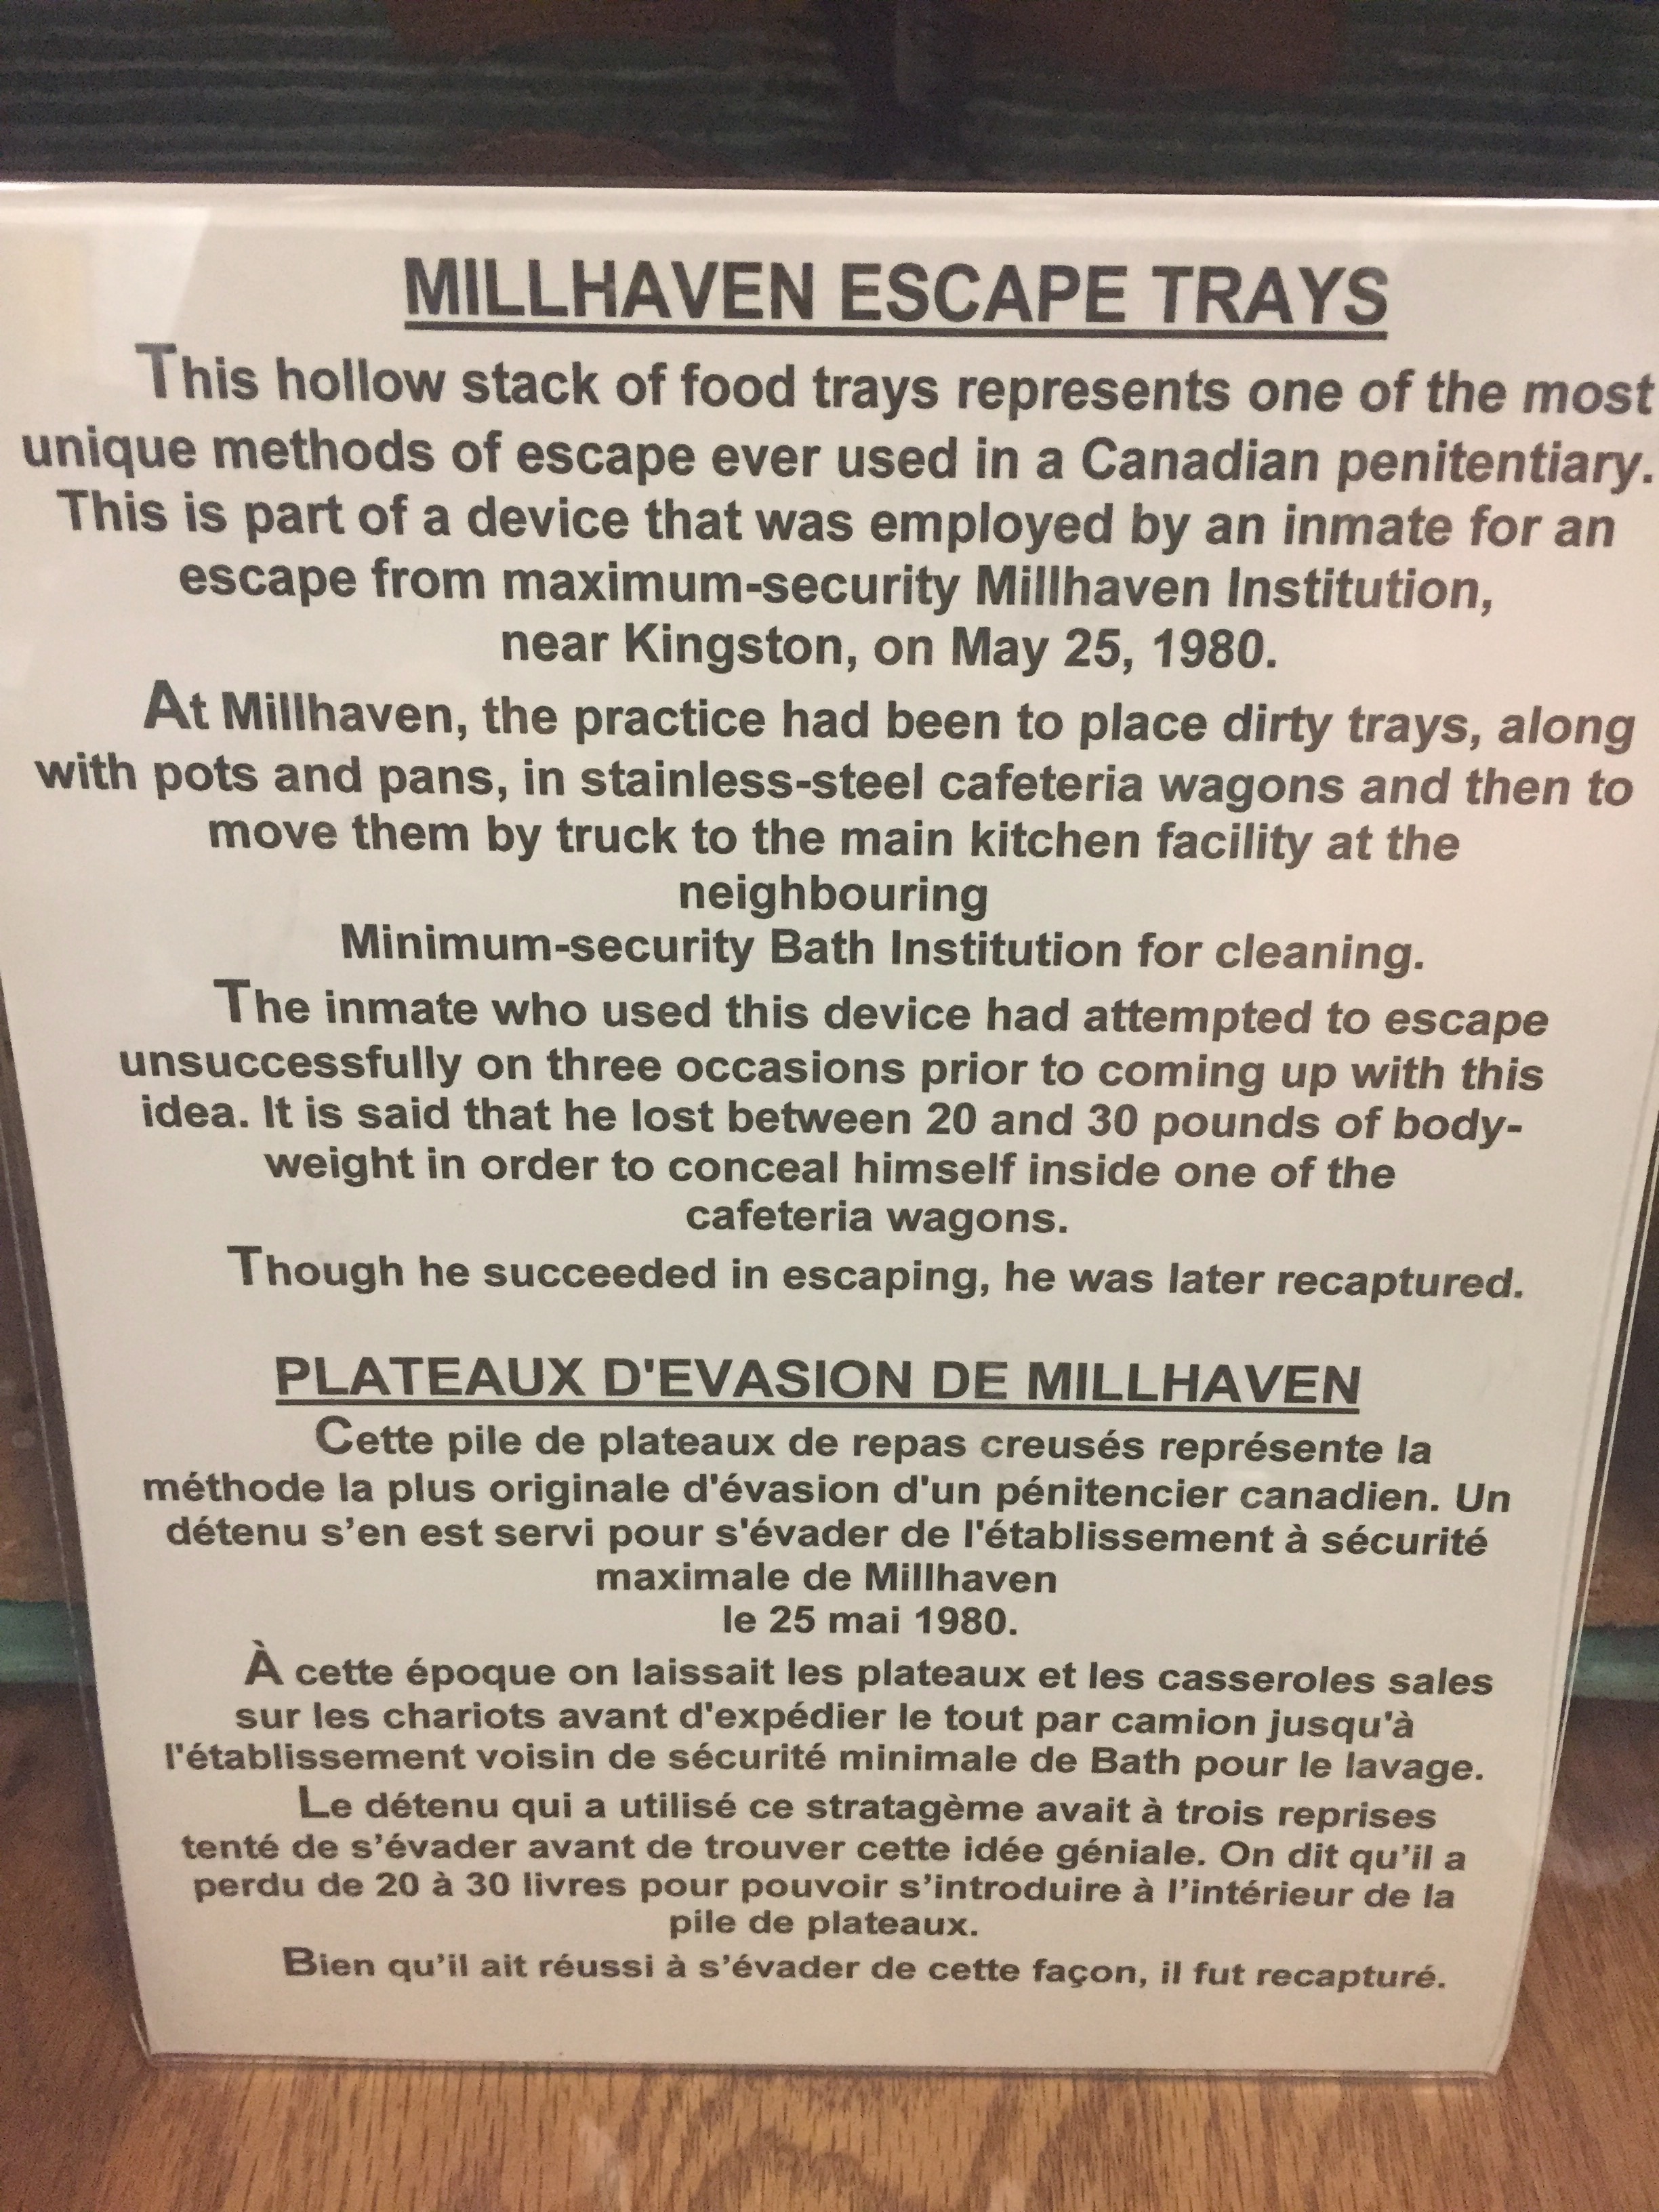 MILLHAVEN ESCAPE TRAYS
This hollow stack of food trays represents one of the most
unique methods of escape ever used in a Canadian penitentiary.
This is part of a device that was employed by an inmate for an
escape from maximum-security Millhaven Institution,
near Kingston, on May 25, 1980.
At Millhaven, the practice had been to place dirty trays, along
with pots and pans, in stainless-steel cafeteria wagons and then to
move them by truck to the main kitchen facility at the
neighbouring
Minimum-security Bath Institution for cleaning.
The inmate who used this device had attempted to escape
unsuccessfully on three occasions prior to coming up with this
idea. It is said that he lost between 20 and 30 pounds of body-
weight in order to conceal himself inside one of the
cafeteria wagons.
Though he succeeded in escaping, he was later recaptured.
PLATEAUX D'EVASION DE MILLHAVEN
Cette pile de plateaux de repas creusés représente la
méthode la plus originale d'évasion d'un pénitencier canadien. Un
détenu s’en est servi pour s'évader de l'établissement à sécurité
maximale de Millhaven
le 25 mai 1980.
À cette époque on laissait les plateaux et les casseroles sales
sur les chariots avant d'expédier le tout par camion jusqu'à
l'établissement voisin de sécurité minimale de Bath pour le lavage.
Le détenu qui a utilisé ce stratagème avait à trois reprises
tenté de s’évader avant de trouver cette idée géniale. On dit qu’il a
perdu de 20 à 30 livres pour pouvoir s’introduire à l’intérieur de la
pile de plateaux.
Bien qu’il ait réussi à s’évader de cette façon, il fut recapturé.